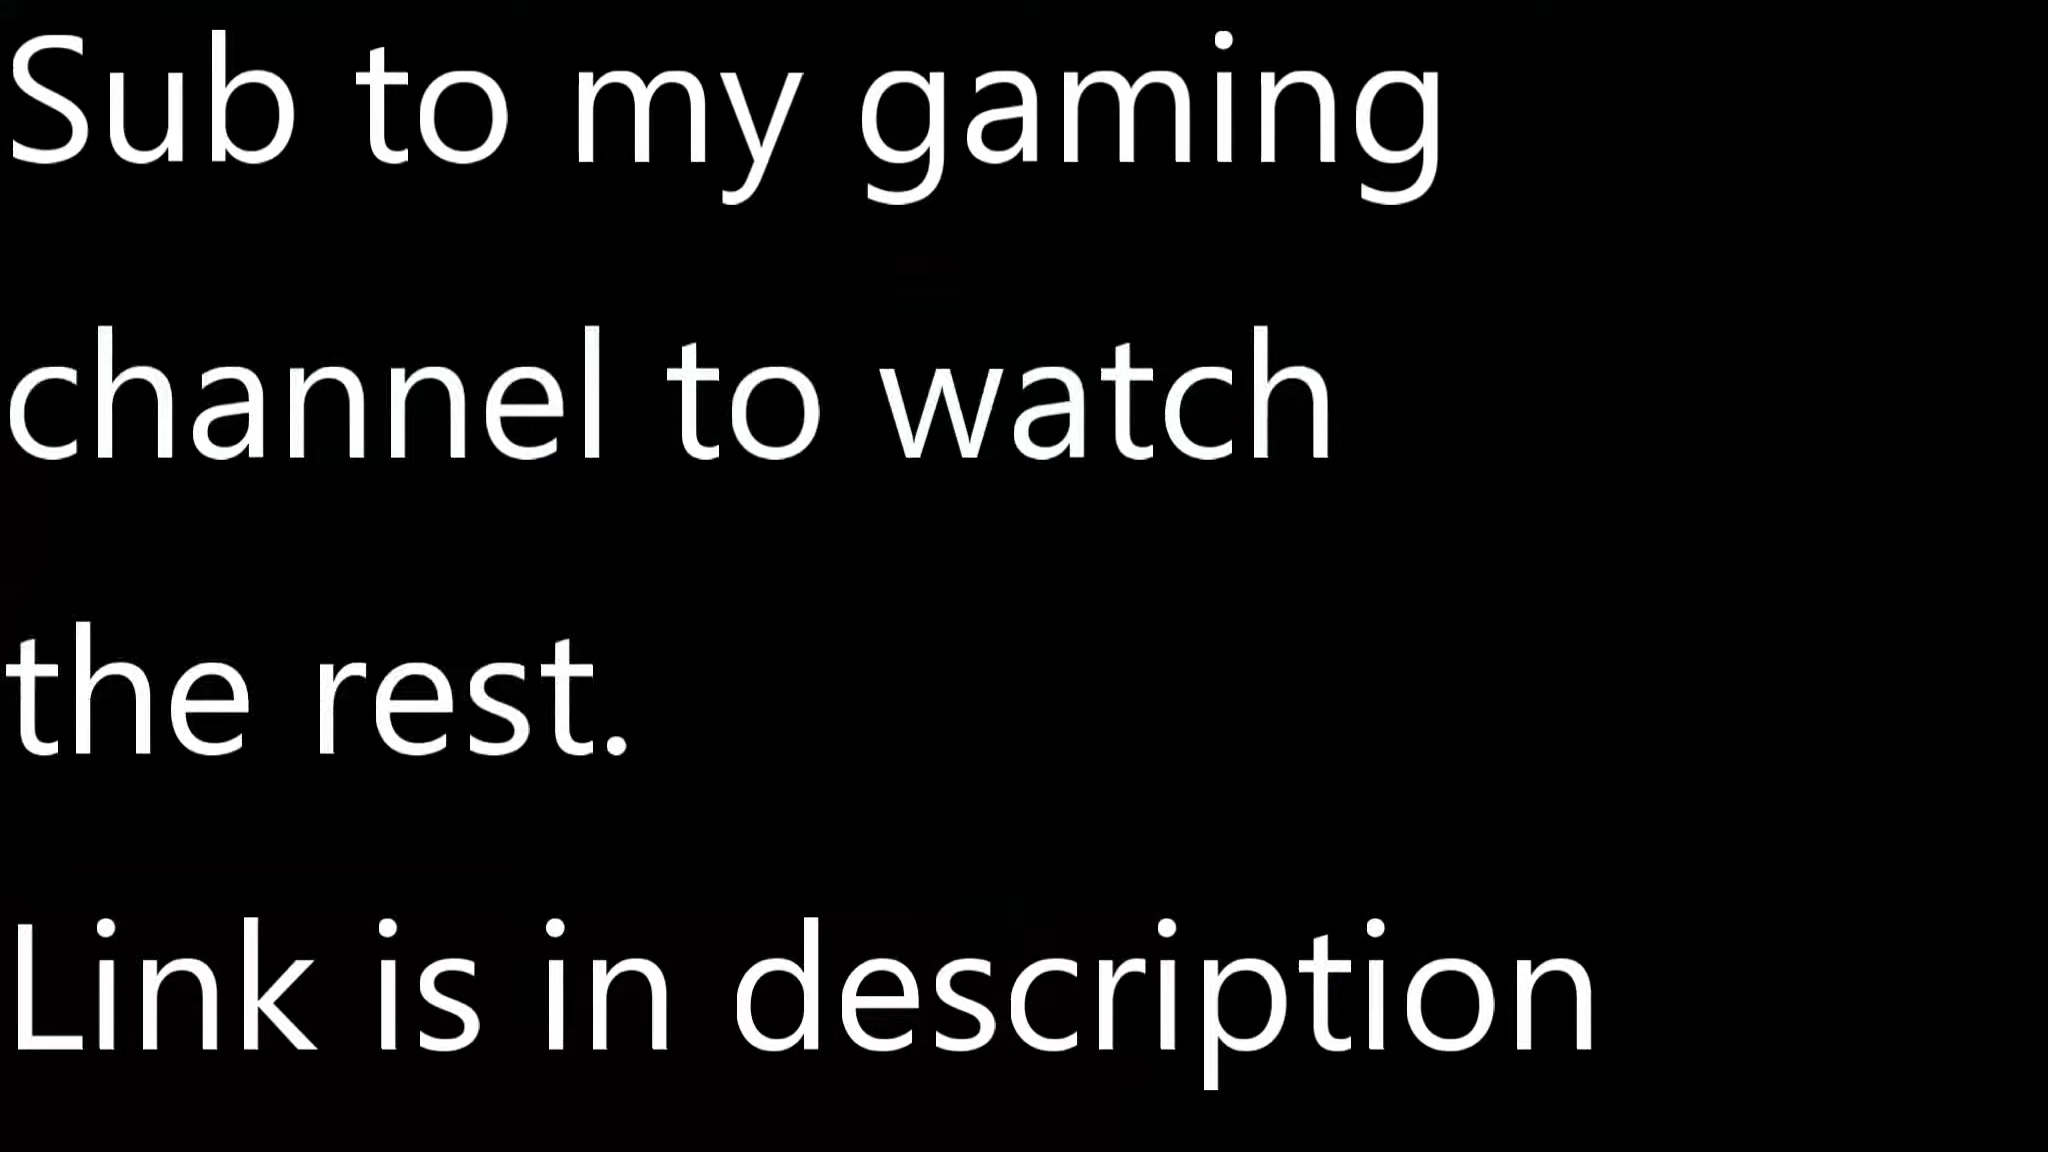 Sub to my gaming
channel to watch
the rest.
Link is in description